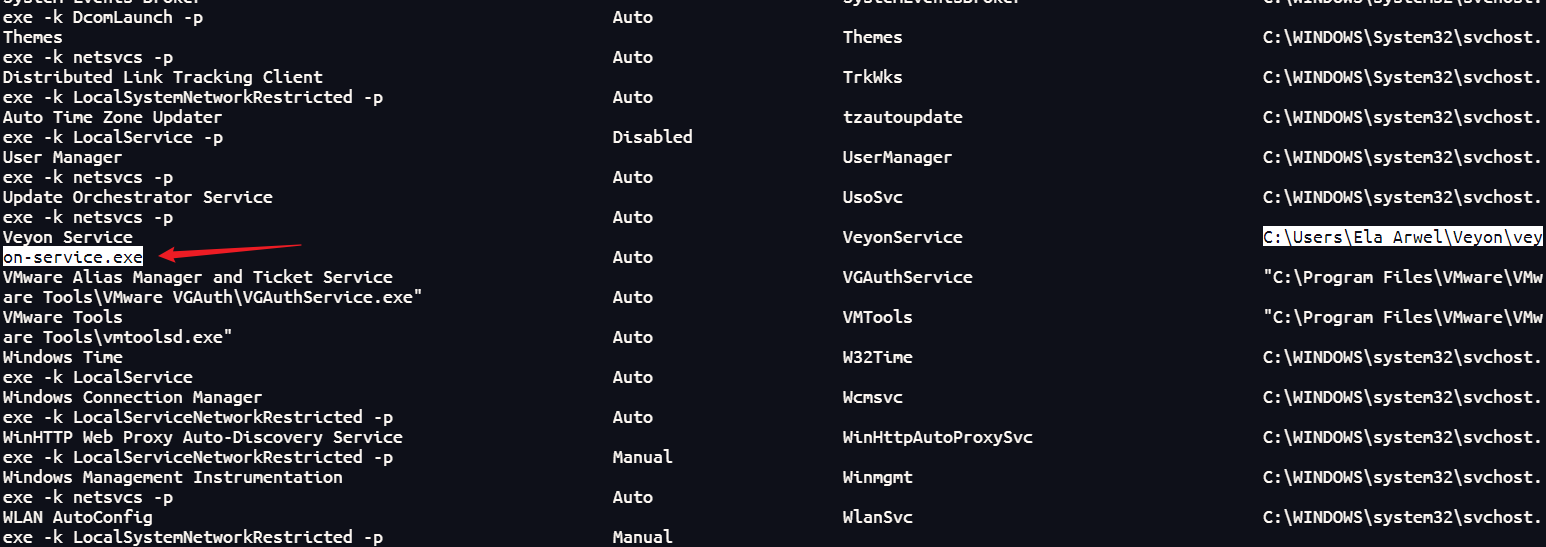 System Events Broker SystemEventsBroker C:\WINDOWS\system32\svchost.
exe -k DcomLaunch -p Auto
Themes Themes C:\WINDOWS\System32\svchost.
exe -k netsvcs -p Auto
Distributed Link Tracking Client TrkWks C:\WINDOWS\System32\svchost.
exe -k LocalSystemNetworkRestricted -p Auto
Auto Time Zone Updater tzautoupdate C:\WINDOWS\system32\svchost.
exe -k LocalService -p Disabled
User Manager UserManager C:\WINDOWS\system32\svchost.
exe -k netsvcs -p Auto
Update Orchestrator Service UsoSvc C:\WINDOWS\system32\svchost.
exe -k netsvcs -p Auto
Veyon Service VeyonService C:\Users\Ela Arwel\Veyon\vey
on-service.exe Auto
VMware Alias Manager and Ticket Service VGAuthService "C:\Program Files\VMware\VMw
are Tools\VMware VGAuth\VGAuthService.exe" Auto
VMware Tools VMTools "C:\Program Files\VMware\VMw
are Tools\vmtoolsd.exe" Auto
Windows Time W32Time C:\WINDOWS\system32\svchost.
exe -k LocalService Auto
Windows Connection Manager Wcmsvc C:\WINDOWS\system32\svchost.
exe -k LocalServiceNetworkRestricted -p Auto
WinHTTP Web Proxy Auto-Discovery Service WinHttpAutoProxySvc C:\WINDOWS\system32\svchost.
exe -k LocalServiceNetworkRestricted -p Manual
Windows Management Instrumentation Winmgmt C:\WINDOWS\system32\svchost.
exe -k netsvcs -p Auto
WLAN AutoConfig WlanSvc C:\WINDOWS\system32\svchost.
exe -k LocalSystemNetworkRestricted -p Manual